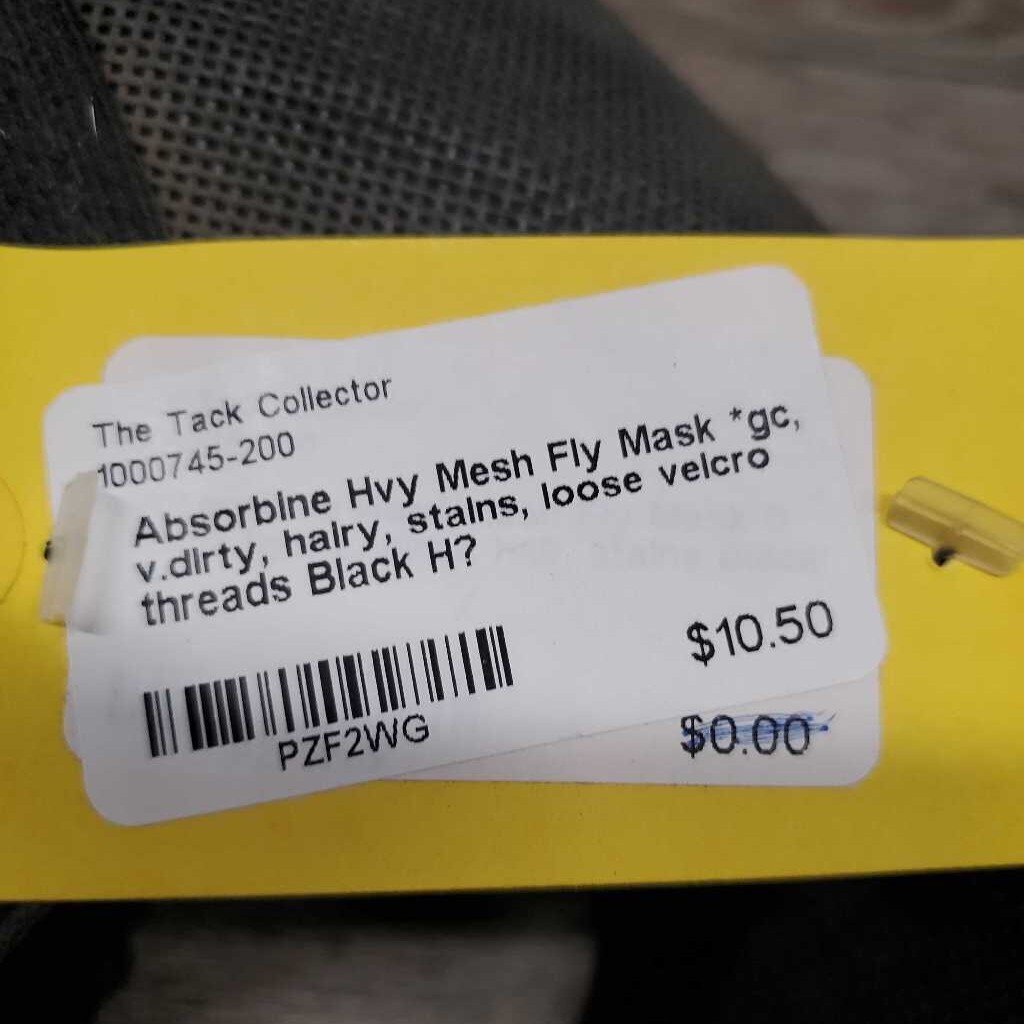 The Tack Collector
1000745-200
Absorbine Hvy Mesh Fly Mask *gc,
v.dirty, hairy, stains, loose velcro
threads Black H?
$10.50
PZF2WG
$0.00